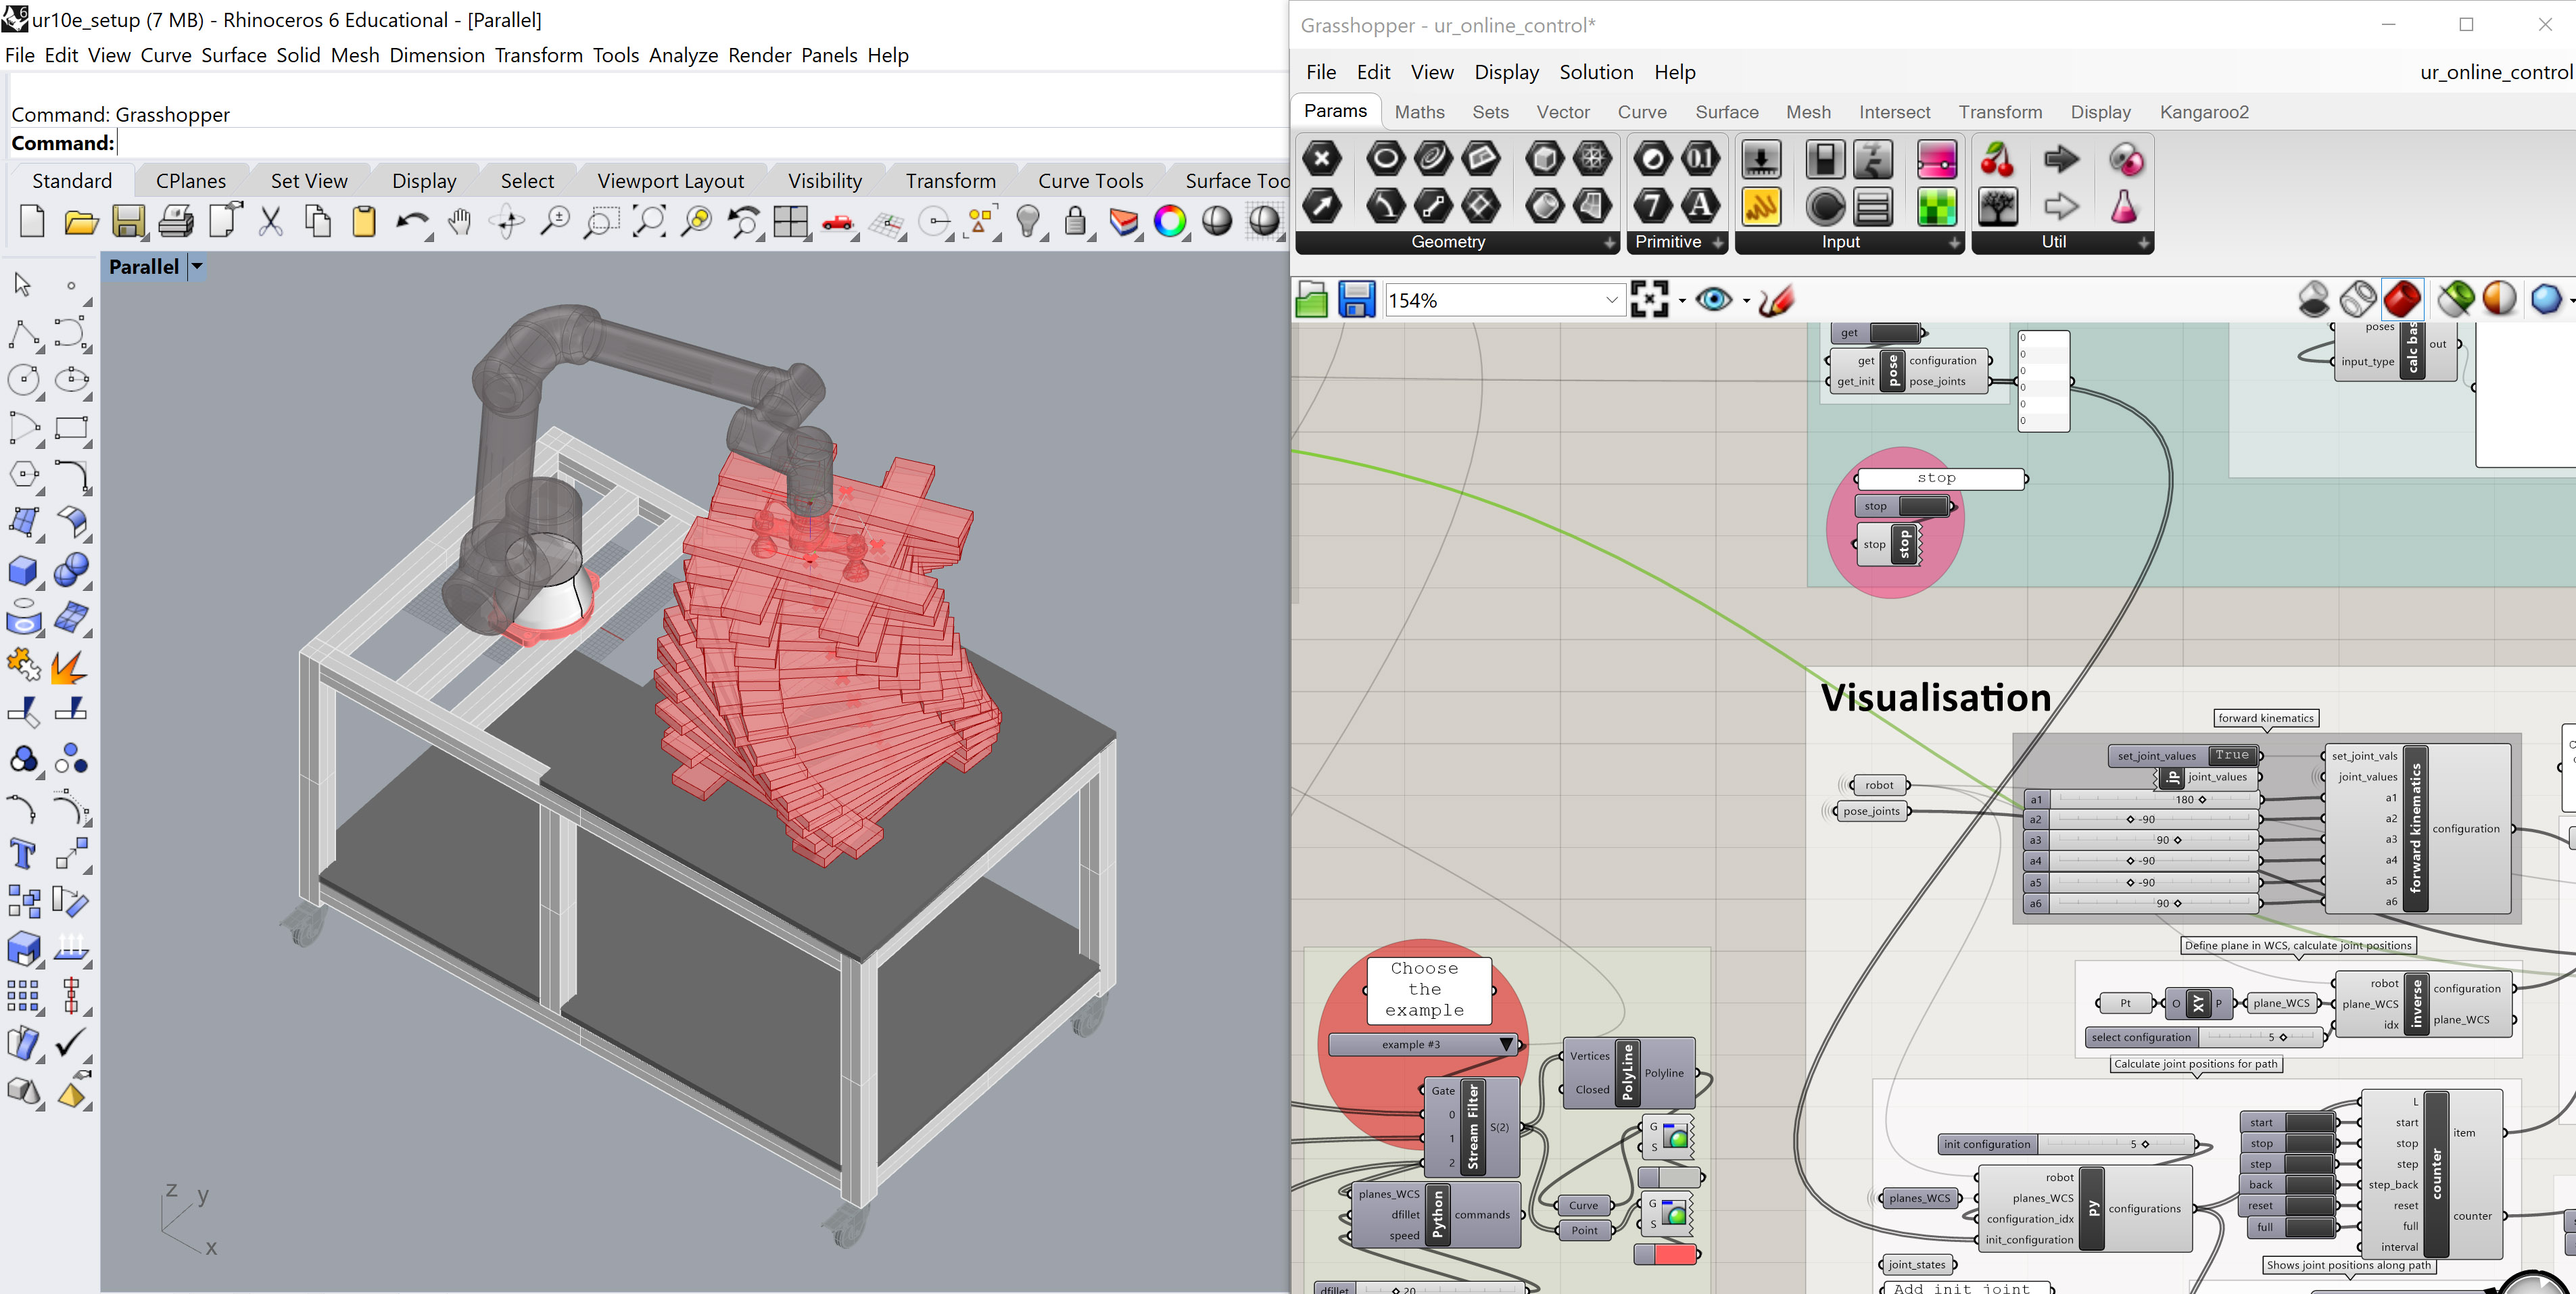 ur10e_setup (7 MB) - Rhinoceros 6 Educational - [Parallel]
File Edit View Curve Surface Solid Mesh Dimension Transform Tools Analyze Render Panels Help
Command: Grasshopper
Command:
Standard CPlanes Set View Display Select Viewport Layout Visibility Transform Curve Tools Surface Too
Parallel
z y
x
Grasshopper - ur_online_control*
File Edit View Display Solution Help
ur_online_control
Params Maths Sets Vector Curve Surface Mesh Intersect Transform Display Kangaroo2
Geometry Primitive Input Util
154%
get
get get_init pose configuration pose_joints
0
0
0
0
0
0
poses
input_type
calc bas
out
stop
stop
stop stop
Visualisation
forward kinematics
robot
pose_joints
set_joint_values True
jP joint_values
a1 180
a2 -90
a3 90
a4 -90
a5 -90
a6 90
set_joint_vals
joint_values
a1
a2
a3
a4
a5
a6
forward kinematics
configuration
Define plane in WCS, calculate joint positions
Pt O XY P plane_WCS
select configuration 5
robot
plane_WCS
idx
inverse
configuration
plane_WCS
Calculate joint positions for path
Choose
the
example
example #3
Gate
0
1
2
Stream Filter
S(2)
Vertices
Closed
PolyLine
Polyline
G
S
G
S
Curve
Point
planes_WCS
dfillet
speed
Python
commands
dfillet 20
init configuration 5
planes_WCS
robot
planes_WCS
configuration_idx
init_configuration
py
configurations
joint_states
Add init joint
start
stop
step
back
reset
full
L
start
stop
step
step_back
reset
full
interval
counter
item
counter
Shows joint positions along path